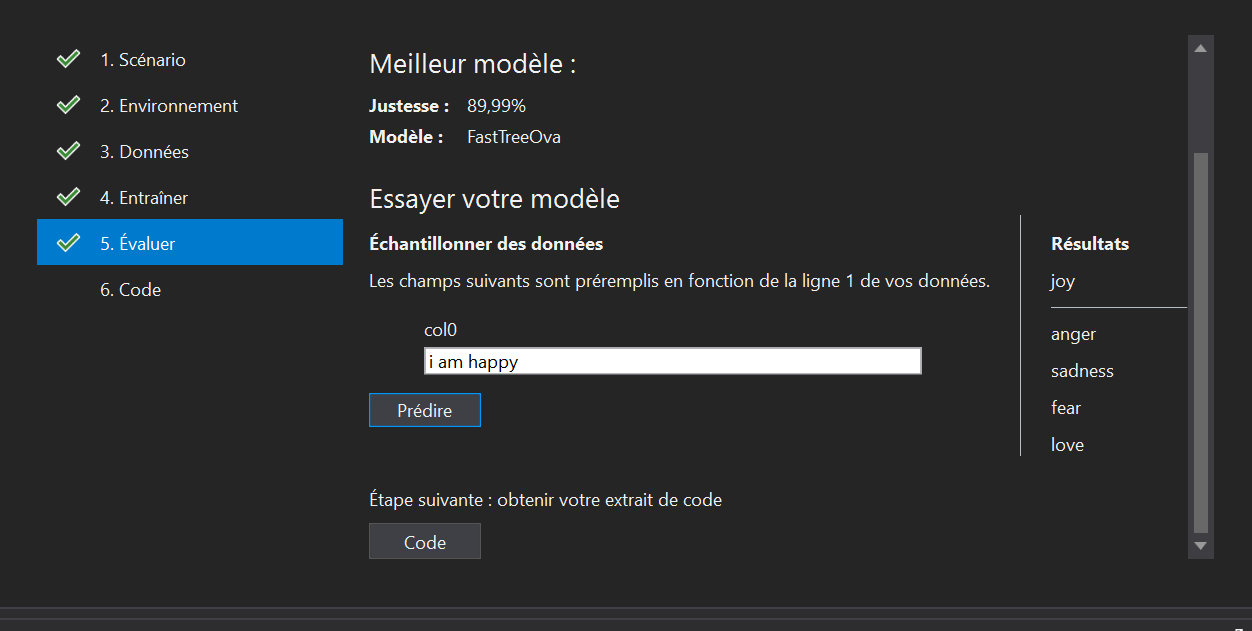 1. Scénario
2. Environnement
3. Données
4. Entraîner
5. Évaluer
6. Code
Meilleur modèle :
Justesse : 89,99%
Modèle : FastTreeOva
Essayer votre modèle
Échantillonner des données
Les champs suivants sont préremplis en fonction de la ligne 1 de vos données.
col0
i am happy
Prédire
Étape suivante : obtenir votre extrait de code
Code
Résultats
joy
anger
sadness
fear
love